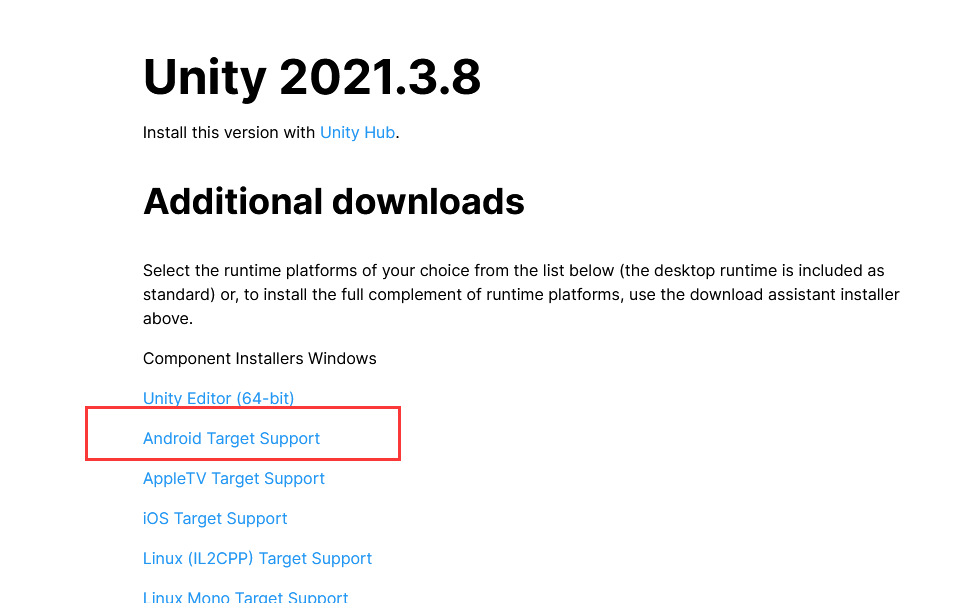 Unity 2021.3.8
Install this version with Unity Hub.
Additional downloads
Select the runtime platforms of your choice from the list below (the desktop runtime is included as
standard) or, to install the full complement of runtime platforms, use the download assistant installer
above.
Component Installers Windows
Unity Editor (64-bit)
Android Target Support
AppleTV Target Support
iOS Target Support
Linux (IL2CPP) Target Support
Linux Mono Target Support